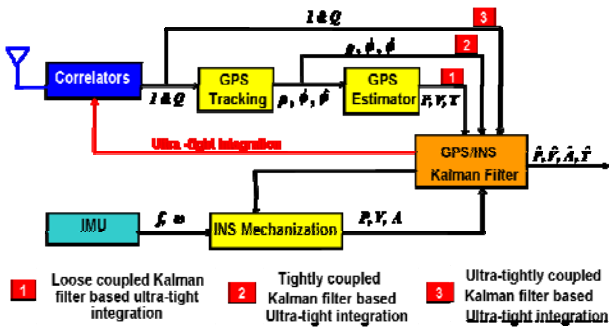 I & Q
3
2
Correlators
I & Q
GPS
Tracking
GPS
Estimator
1
P, V, T
Ultra -tight Integration
GPS/INS
Kalman Filter
P̂, V̂, Â, T̂
IMU
f, ω
INS Mechanization
P, V, A
1
Loose coupled Kalman
filter based ultra-tight
integration
2
Tightly coupled
Kalman filter based
Ultra-tight integration
3
Ultra-tightly coupled
Kalman filter based
Ultra-tight integration